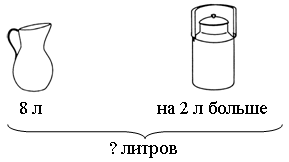 8 л на 2 л больше
? литров